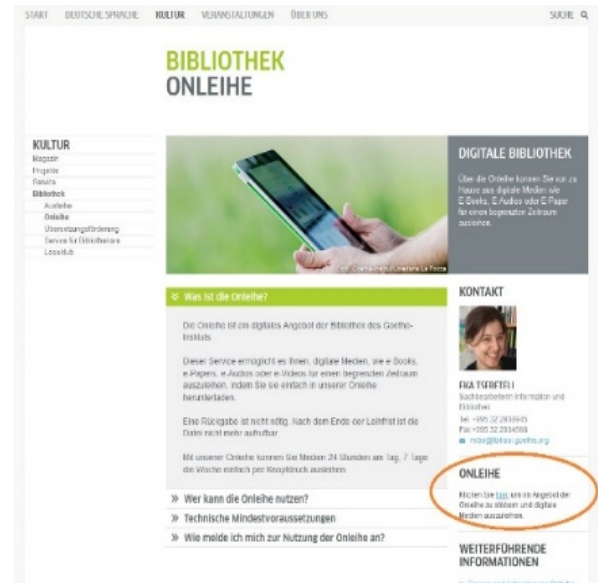 START DEUTSCHE SPRACHE KULTUR VERANSTALTUNGEN ÜBER UNS SUCHE
BIBLIOTHEK
ONLEIHE
KULTUR
Magazin
Projekte
Service
Bibliothek
Ausleihe
Onleihe
Übersetzungsförderung
Service für Bibliothekare
Leseklub
DIGITALE BIBLIOTHEK
Über die Onleihe können Sie von zu
Hause aus digitale Medien wie
E-Books, E-Audios oder E-Paper
für einen begrenzten Zeitraum
ausleihen.
Was ist die Onleihe?
Die Onleihe ist ein digitales Angebot der Bibliothek des Goethe-
Instituts.
Dieser Service ermöglicht es Ihnen, digitale Medien, wie e-Books,
e-Papers, e-Audios oder e-Videos für einen begrenzten Zeitraum
auszuleihen, indem Sie sie einfach in unserer Onleihe
herunterladen.
Eine Rückgabe ist nicht nötig. Nach dem Ende der Leihfrist ist die
Datei nicht mehr aufrufbar.
Mit unserer Onleihe können Sie Medien 24 Stunden am Tag, 7 Tage
die Woche einfach per Knopfdruck ausleihen.
» Wer kann die Onleihe nutzen?
» Technische Mindestvoraussetzungen
» Wie melde ich mich zur Nutzung der Onleihe an?
KONTAKT
EKA TSERETELI
Sachbearbeiterin Information und
Bibliothek
ONLEIHE
Klicken Sie hier, um im Angebot der
Onleihe zu stöbern und digitale
Medien auszuleihen.
WEITERFÜHRENDE
INFORMATIONEN